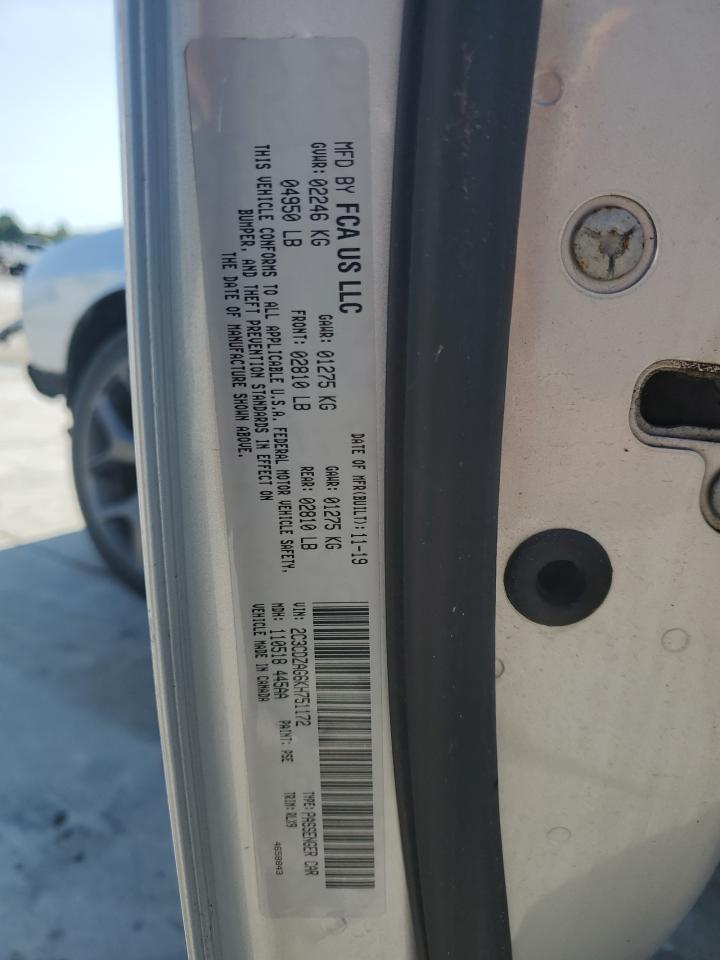 MFD BY FCA US LLC
DATE OF MFR(BUILT): 11-19
GVWR: 02246 KG
GAWR: 01275 KG
GAWR: 01275 KG
04950 LB
FRONT: 02810 LB
REAR: 02810 LB
THIS VEHICLE CONFORMS TO ALL APPLICABLE U.S.A. FEDERAL MOTOR VEHICLE SAFETY,
BUMPER, AND THEFT PREVENTION STANDARDS IN EFFECT ON
THE DATE OF MANUFACTURE SHOWN ABOVE.
VIN: 2C3CDZAG6KH751172
TYPE: PASSENGER CAR
MDH: 110518 445AA
PAINT: PSE
TRIM:
VEHICLE MADE IN CANADA
4658843